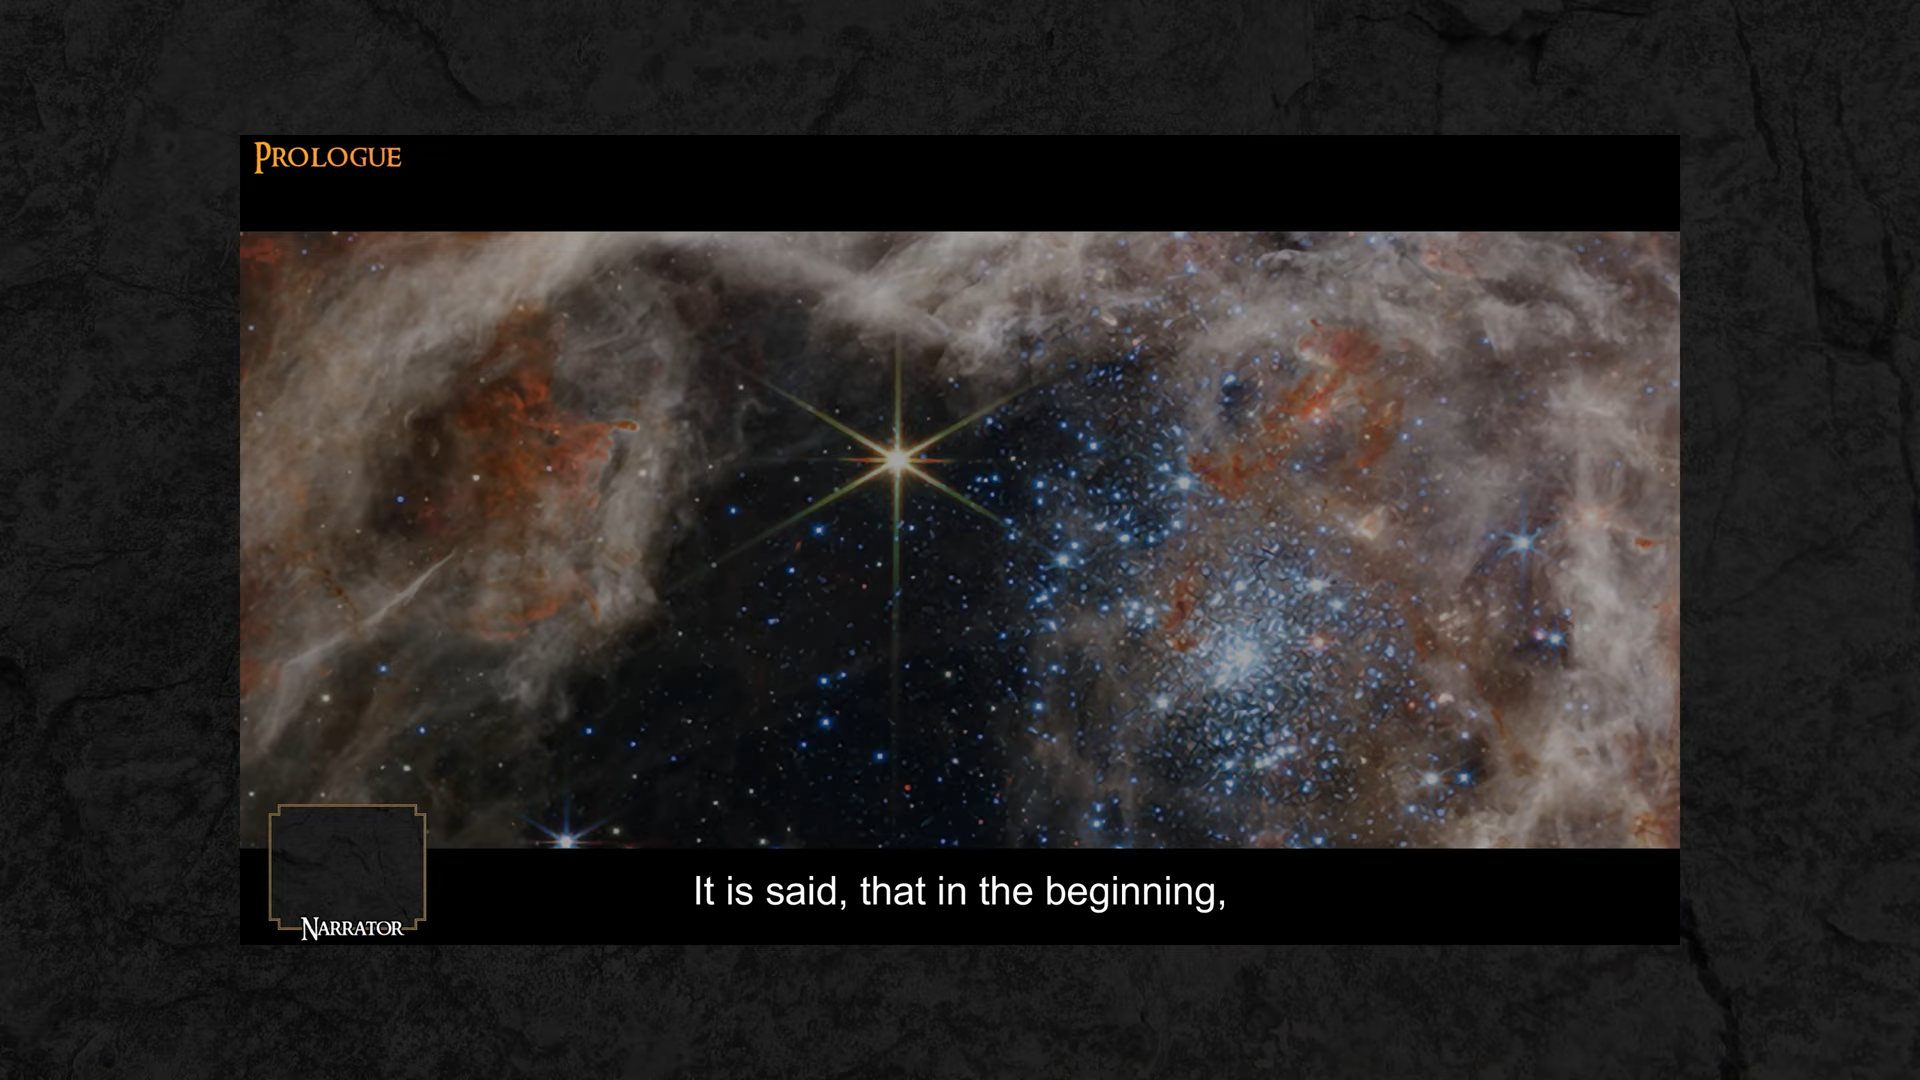 PROLOGUE
It is said, that in the beginning,
NARRATOR